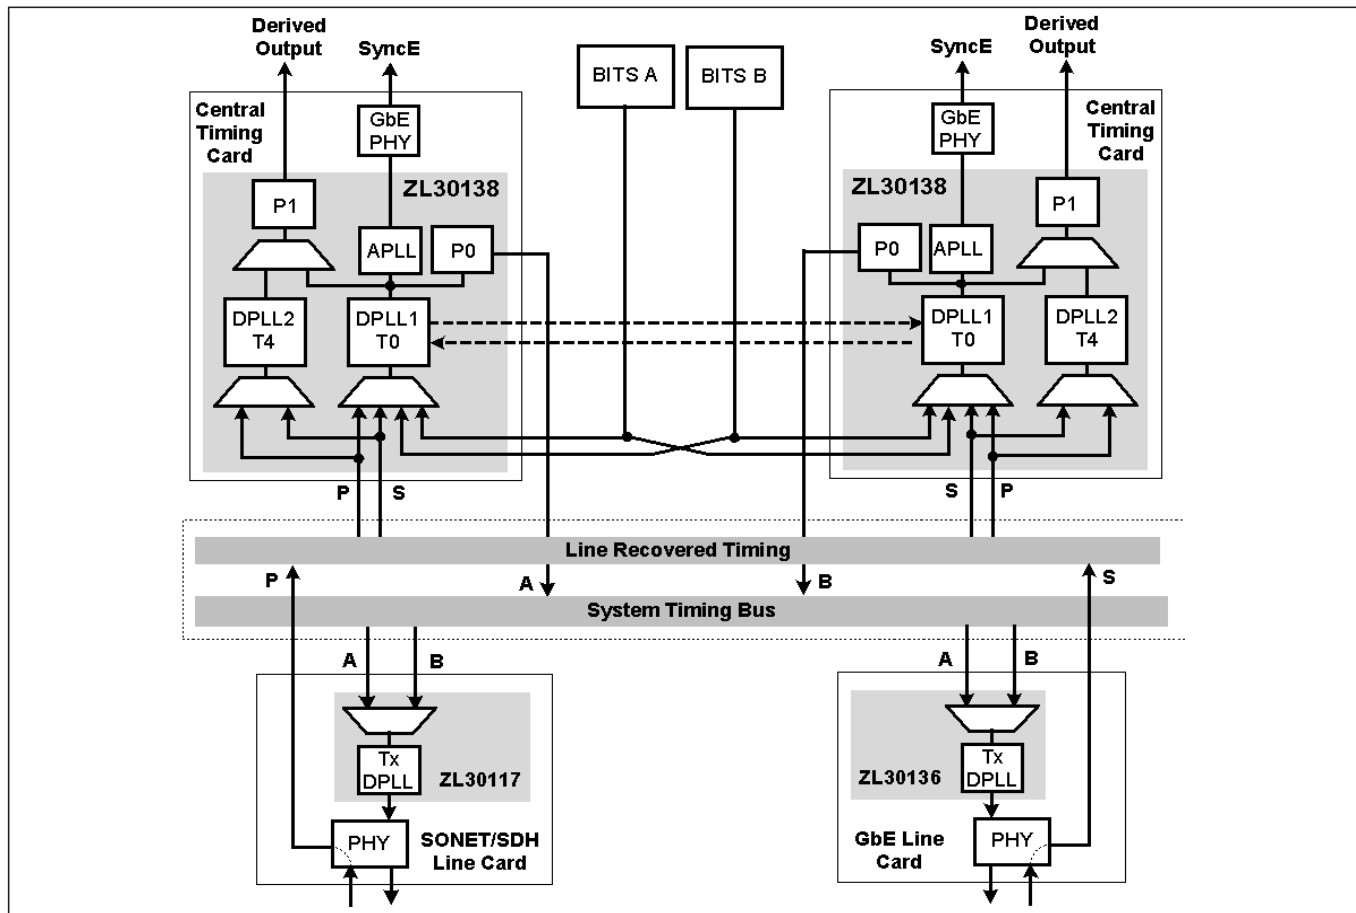 Derived
Output
SyncE
BITS A
BITS B
SyncE
Derived
Output
Central
Timing
Card
GbE
PHY
GbE
PHY
Central
Timing
Card
ZL30138
ZL30138
P1
APLL
P0
P0
APLL
P1
DPLL2
T4
DPLL1
T0
DPLL1
T0
DPLL2
T4
P
S
S
P
Line Recovered Timing
P
A
B
S
System Timing Bus
A
B
A
B
Tx
DPLL
ZL30117
ZL30136
Tx
DPLL
PHY
SONET/SDH
Line Card
GbE Line
Card
PHY